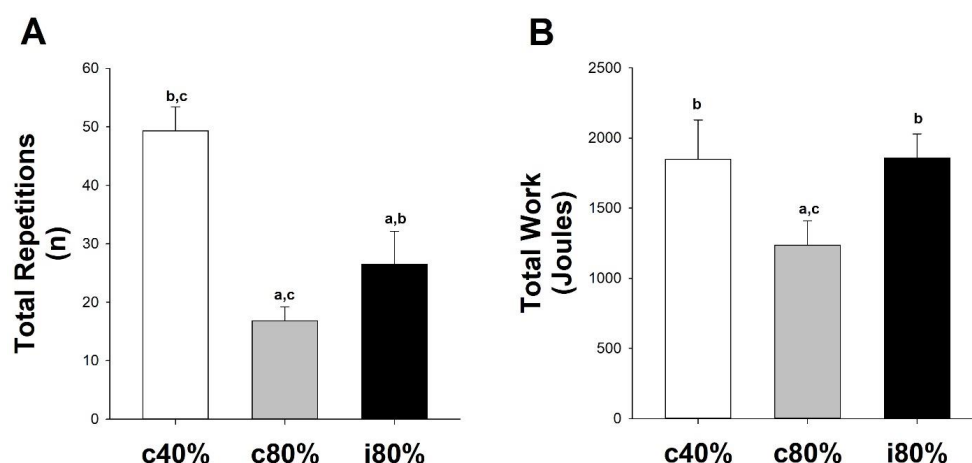 A
Total Repetitions
(n)
60
50
40
30
20
10
0
b,c
a,c
a,b
c40%
c80%
i80%
B
Total Work
(Joules)
2500
2000
1500
1000
500
0
b
a,c
b
c40%
c80%
i80%